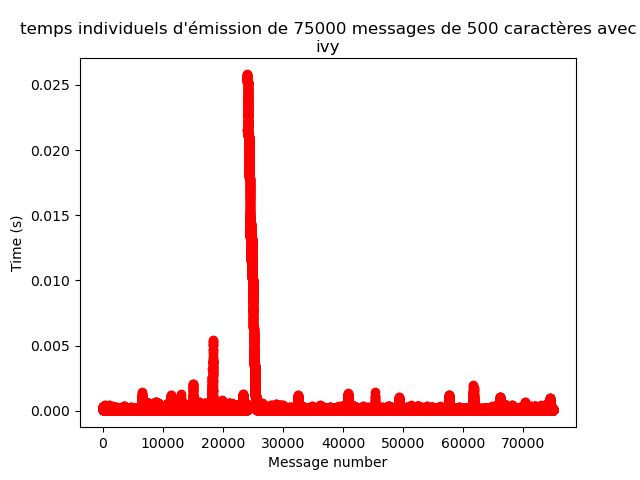 temps individuels d'émission de 75000 messages de 500 caractères avec
ivy
0.025
0.020
0.015
0.010
0.005
0.000
Time (s)
0 10000 20000 30000 40000 50000 60000 70000
Message number